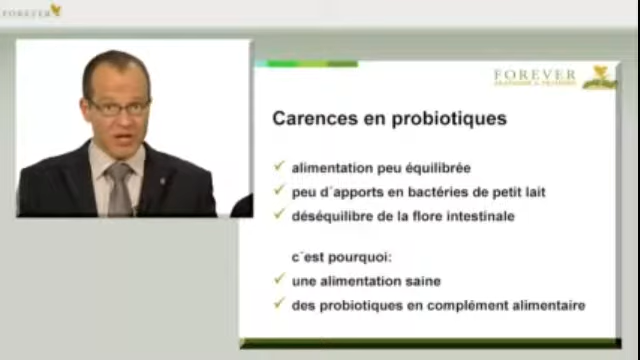 FOREVER
FOREVER
Carences en probiotiques
alimentation peu équilibrée
peu d´apports en bactéries de petit lait
déséquilibre de la flore intestinale
c´est pourquoi:
une alimentation saine
des probiotiques en complément alimentaire